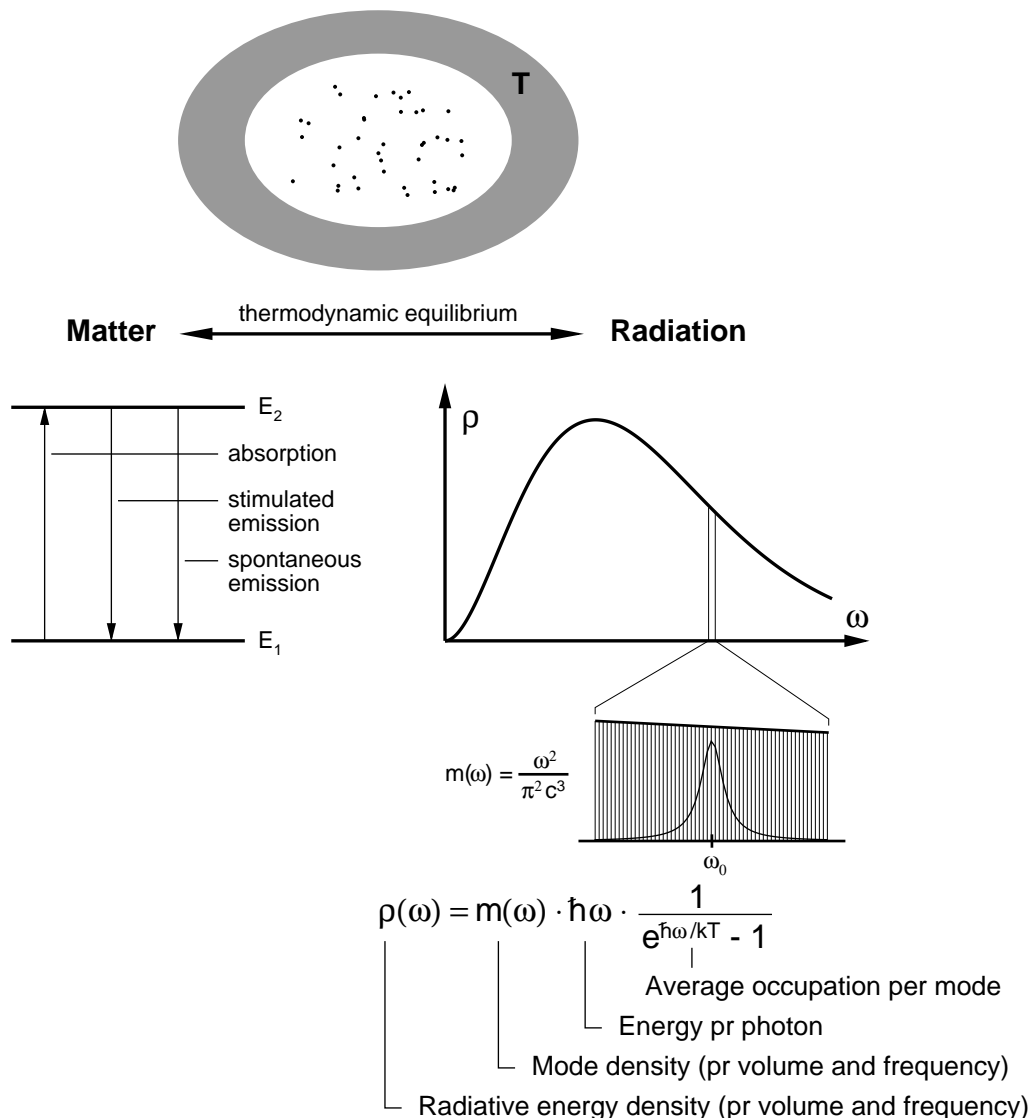 T
thermodynamic equilibrium
Matter
Radiation
E₂
absorption
stimulated
emission
spontaneous
emission
E₁
ρ
ω
m(ω) = ω² / π² c³
ω₀
ρ(ω) = m(ω) · ħω · 1 / e^{ħω/kT} - 1
Average occupation per mode
Energy pr photon
Mode density (pr volume and frequency)
Radiative energy density (pr volume and frequency)